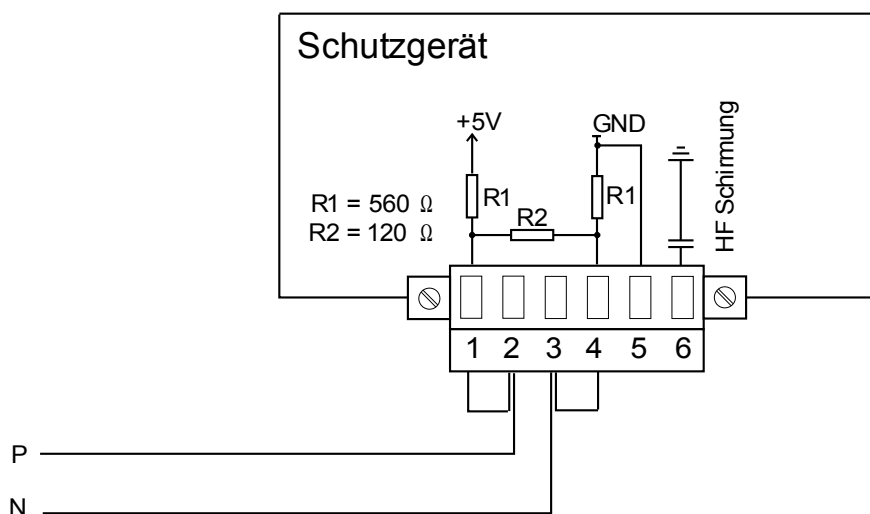 Schutzgerät
+5V
GND
HF Schirmung
R1
R1
R1 = 560 Ω
R2
R2 = 120 Ω
1 2 3 4 5 6
P
N